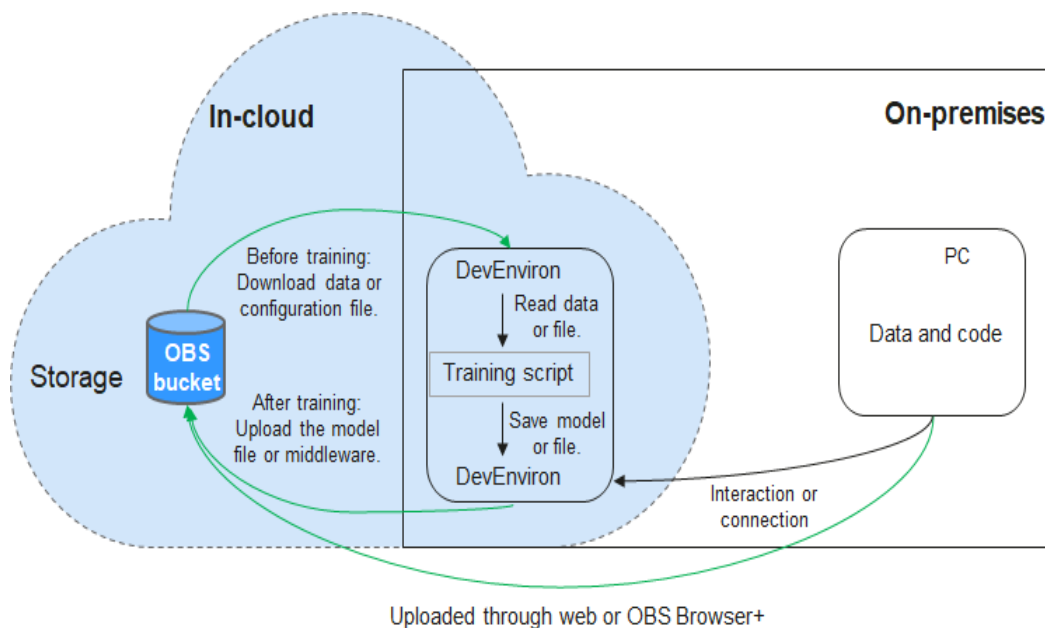 In-cloud
On-premises
Before training:
Download data or
configuration file.
DevEnviron
Read data
or file.
Training script
Save model
or file.
DevEnviron
PC
Data and code
Storage
OBS
bucket
After training:
Upload the model
file or middleware.
Interaction or
connection
Uploaded through web or OBS Browser+